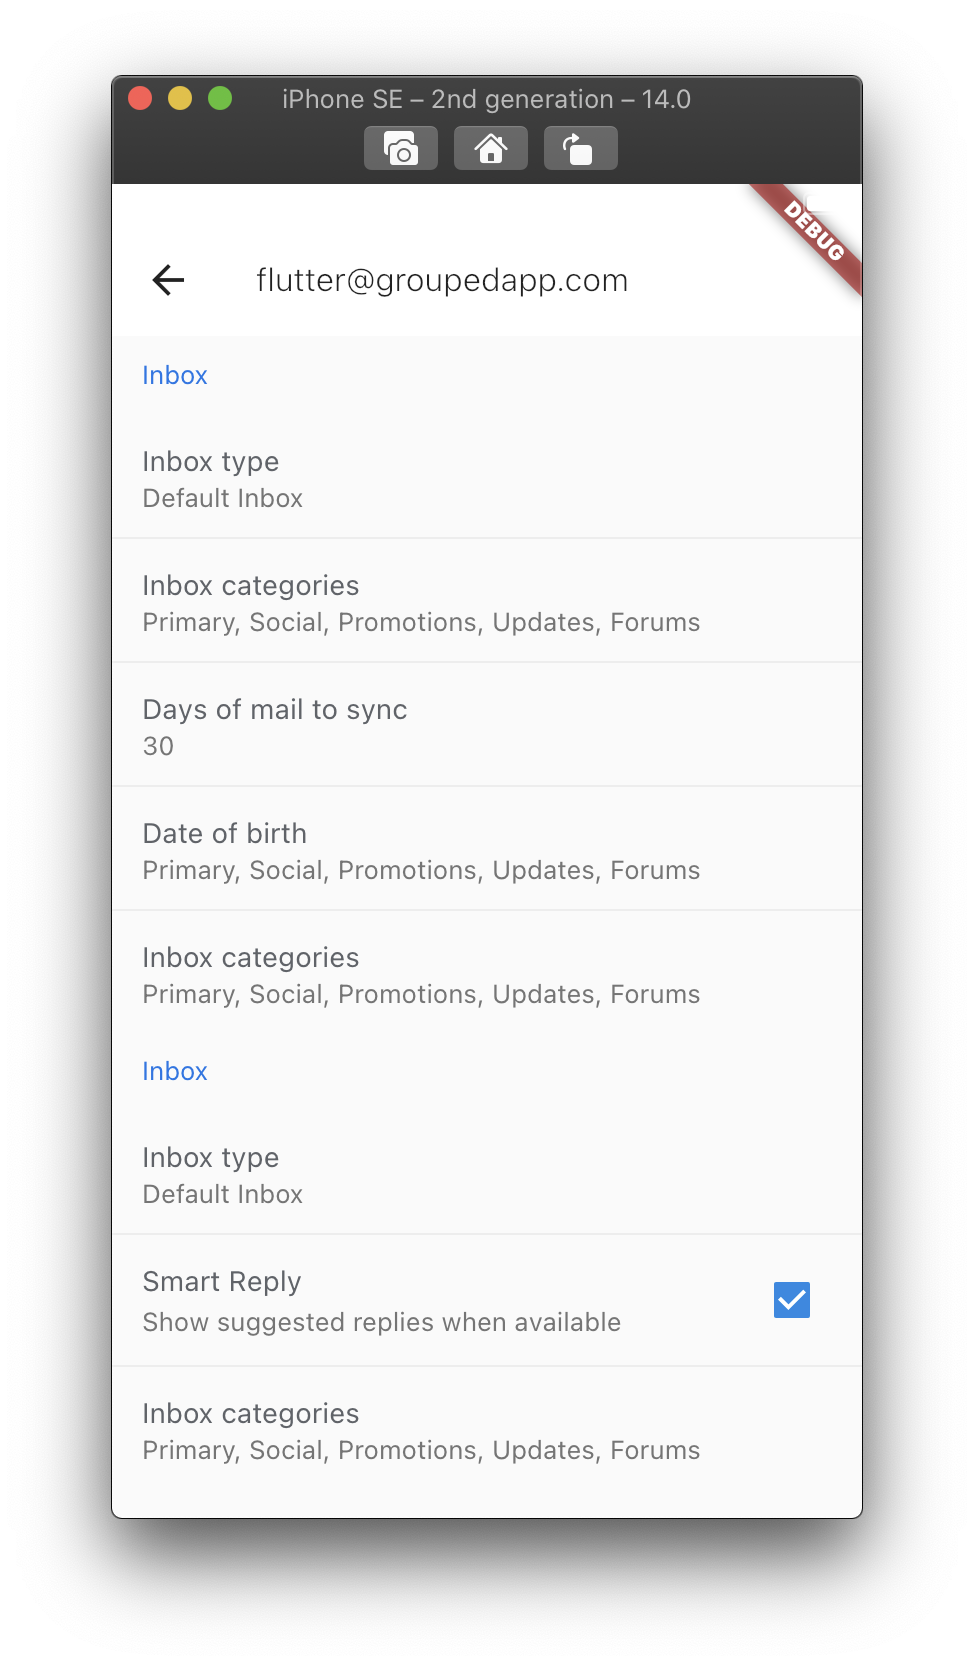 iPhone SE – 2nd generation – 14.0
DEBUG
flutter@groupedapp.com
Inbox
Inbox type
Default Inbox
Inbox categories
Primary, Social, Promotions, Updates, Forums
Days of mail to sync
30
Date of birth
Primary, Social, Promotions, Updates, Forums
Inbox categories
Primary, Social, Promotions, Updates, Forums
Inbox
Inbox type
Default Inbox
Smart Reply
Show suggested replies when available
Inbox categories
Primary, Social, Promotions, Updates, Forums